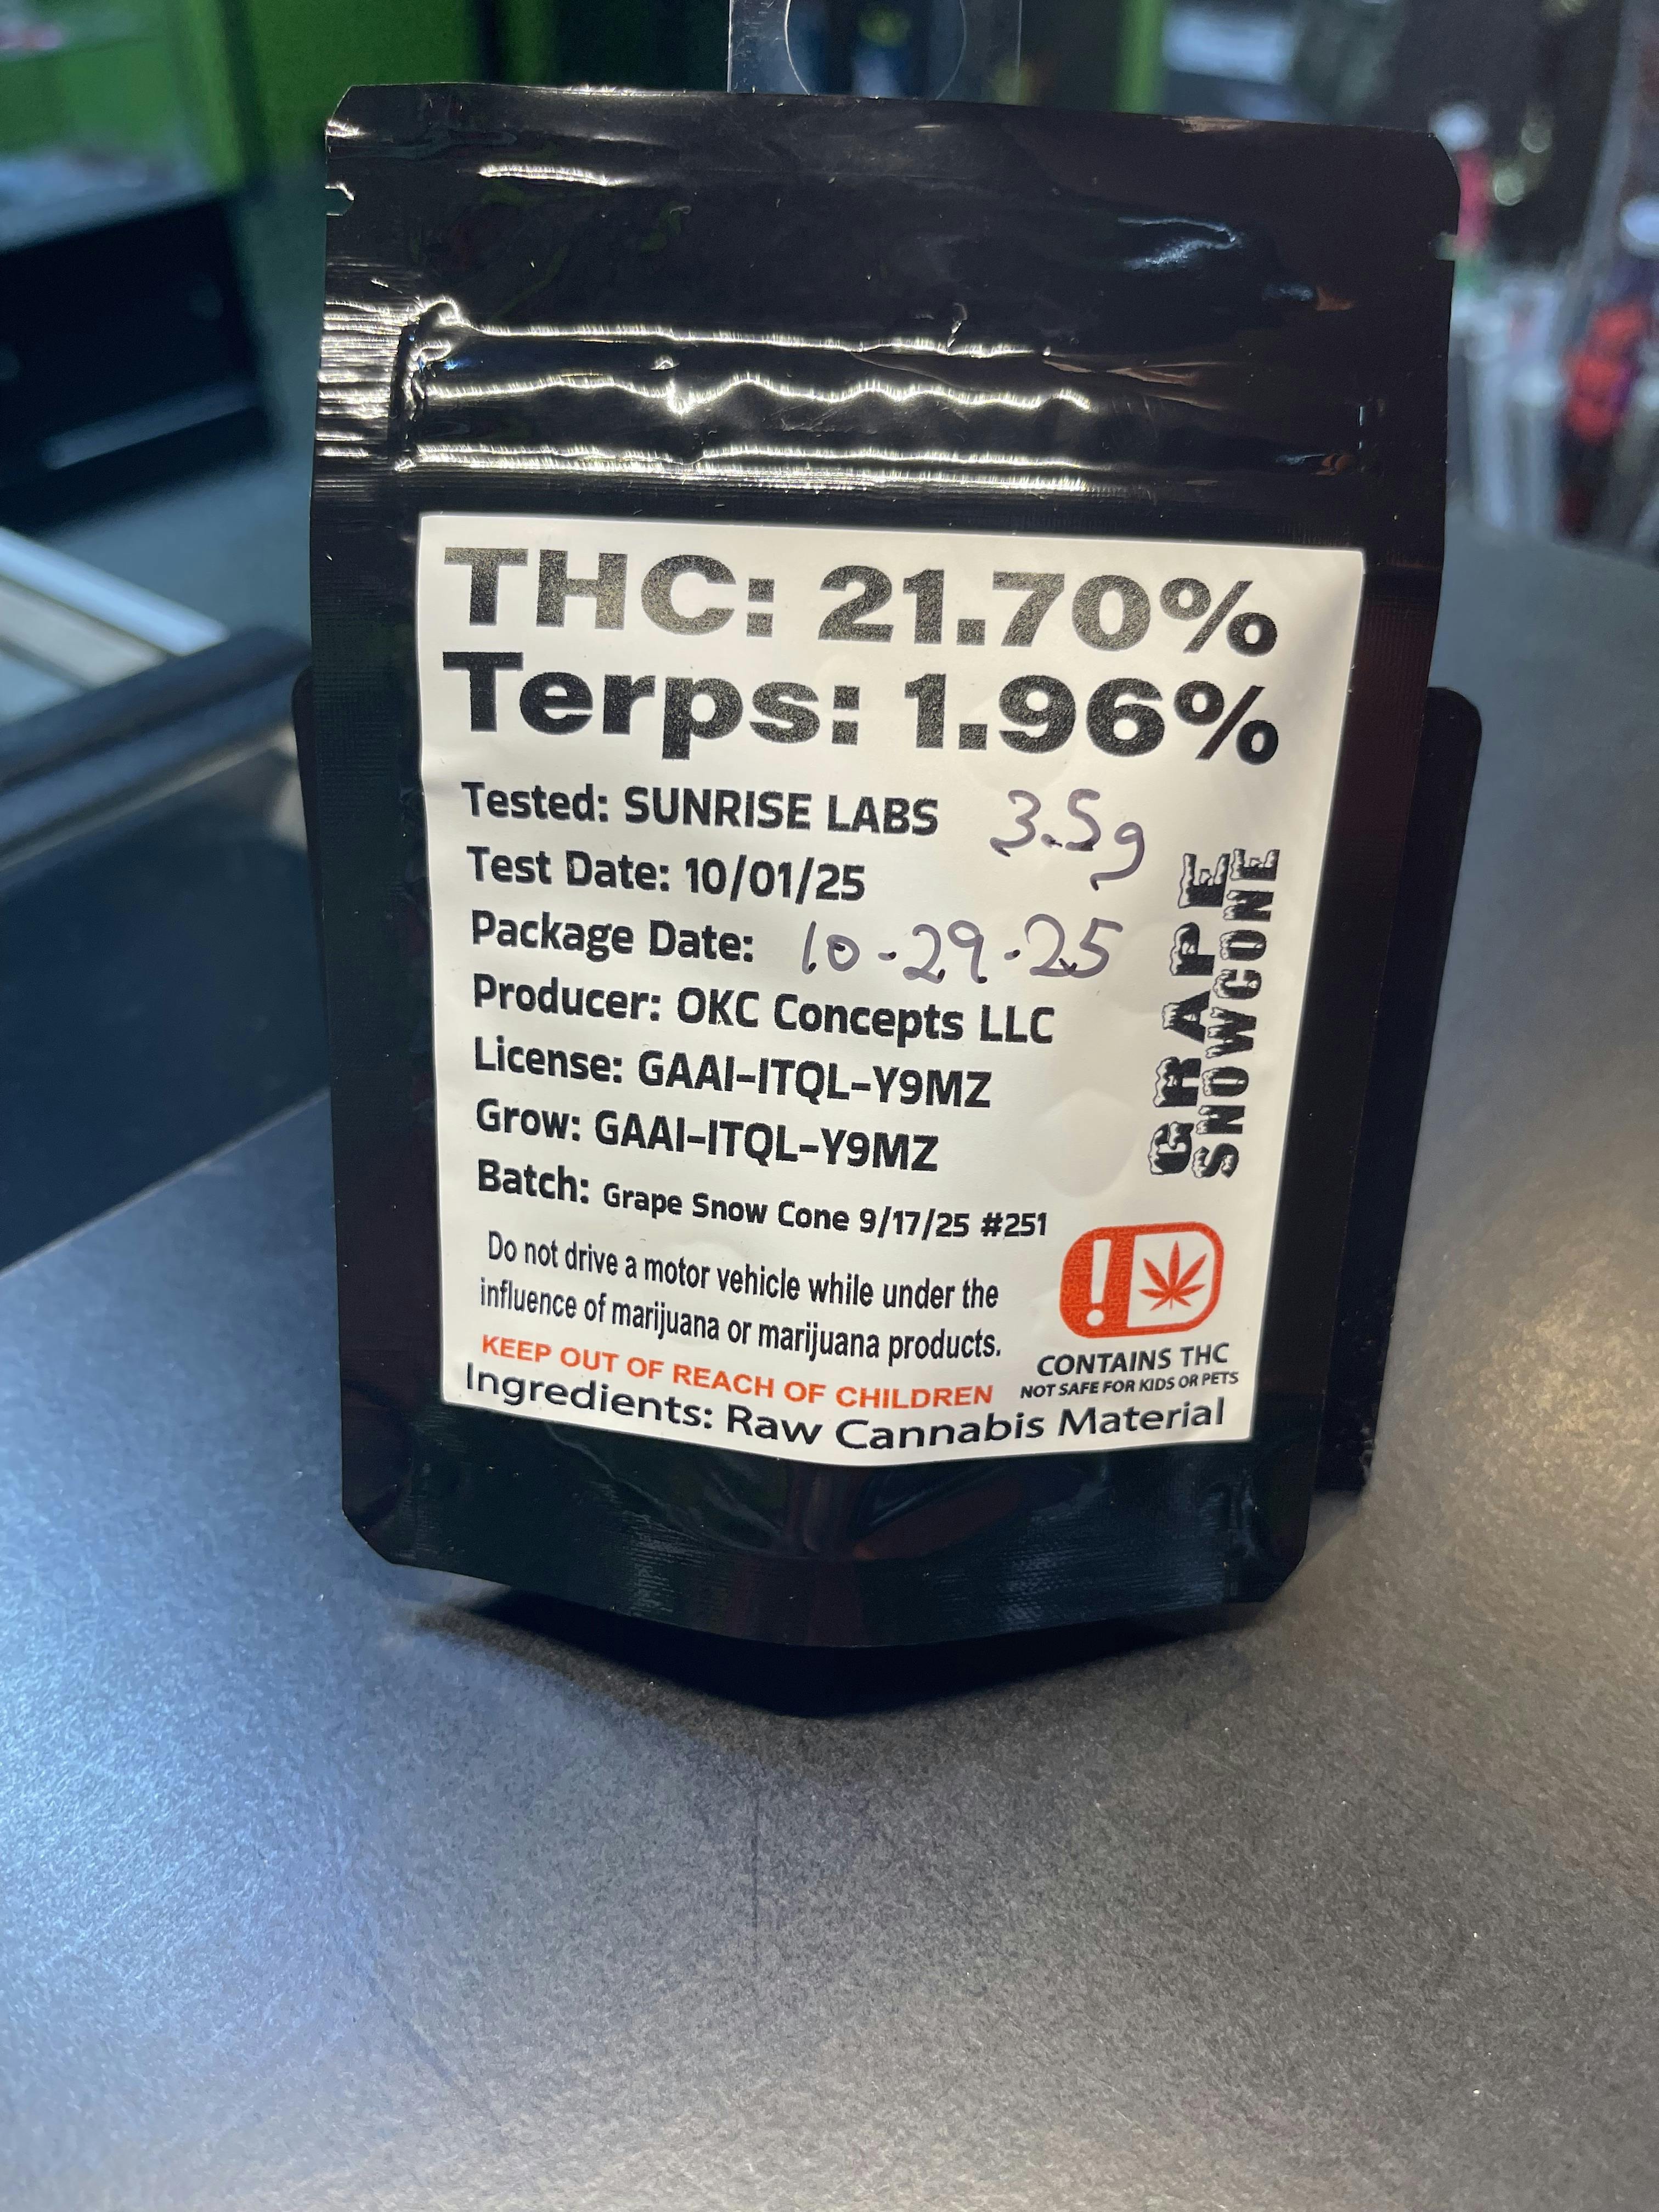 THC: 21.70%
Terps: 1.96%
Tested: SUNRISE LABS 3.5g
Test Date: 10/01/25
Package Date: 10-29-25
Producer: OKC Concepts LLC
License: GAAI-ITQL-Y9MZ
Grow: GAAI-ITQL-Y9MZ
Batch: Grape Snow Cone 9/17/25 #251
GRAPE
SNOWCONE
Do not drive a motor vehicle while under the
influence of marijuana or marijuana products.
KEEP OUT OF REACH OF CHILDREN
!
CONTAINS THC
NOT SAFE FOR KIDS OR PETS
Ingredients: Raw Cannabis Material